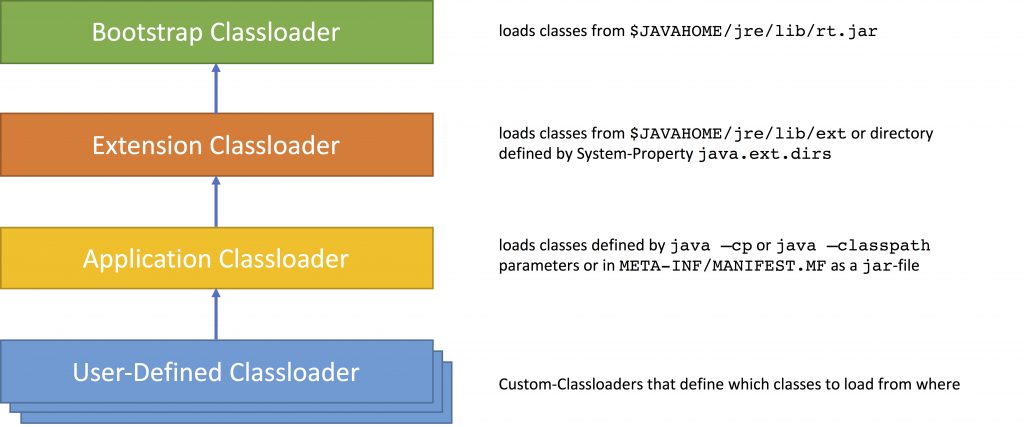 Bootstrap Classloader
loads classes from $JAVAHOME/jre/lib/rt.jar
Extension Classloader
loads classes from $JAVAHOME/jre/lib/ext or directory
defined by System-Property java.ext.dirs
Application Classloader
loads classes defined by java —cp or java —classpath
parameters or in META-INF/MANIFEST.MF as a jar-file
User-Defined Classloader
Custom-Classloaders that define which classes to load from where